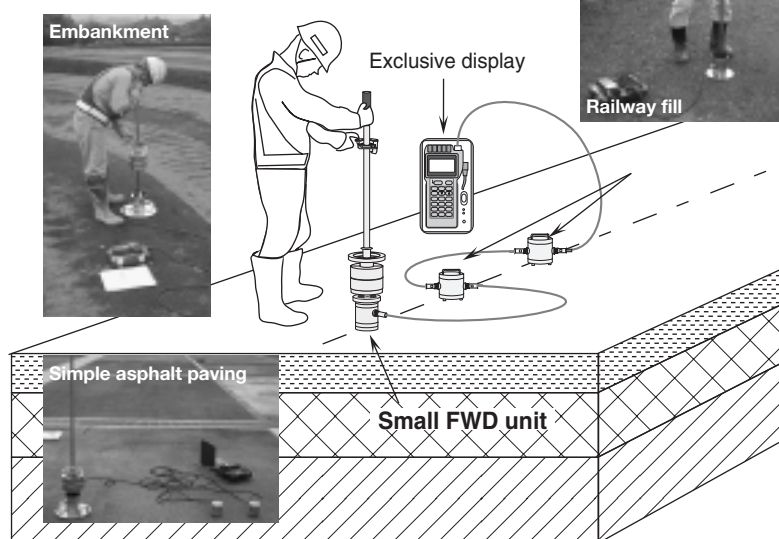 Embankment
Exclusive display
Railway fill
Simple asphalt paving
Small FWD unit